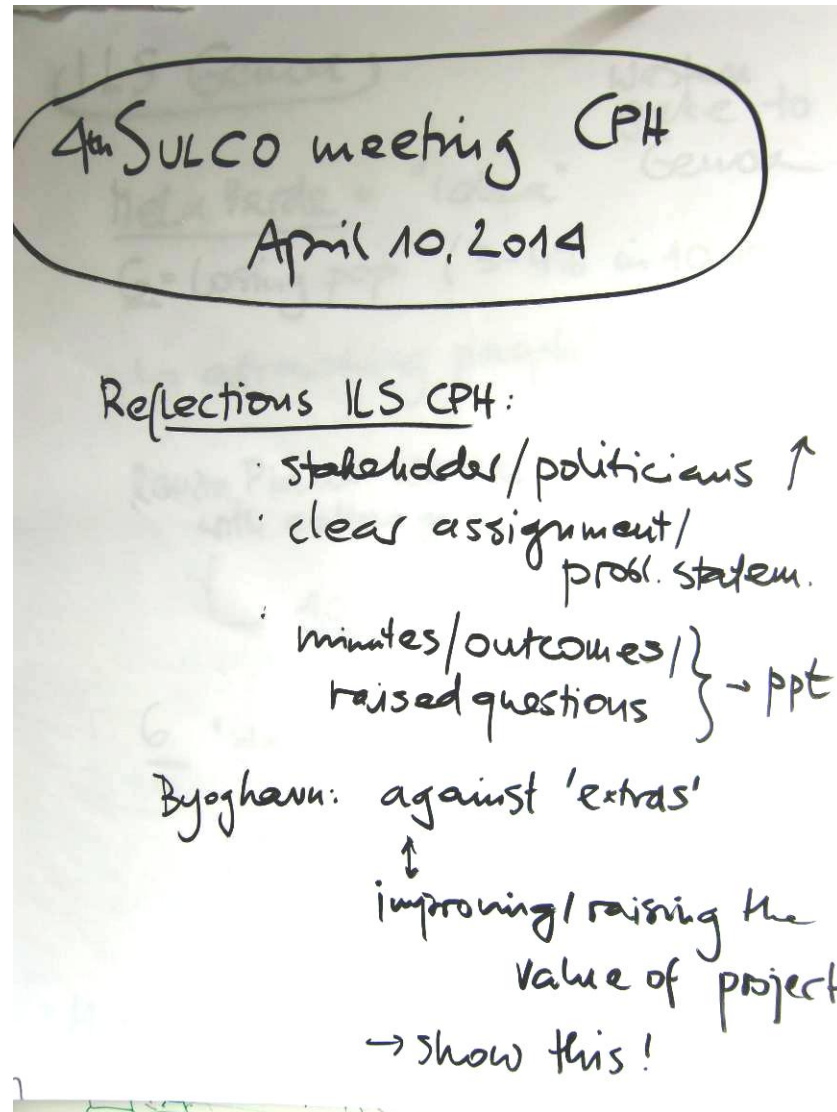 4th SULCO meeting CPH
April 10, 2014
Reflections ILS CPH:
· stakeholder/politicians ↑
· clear assignment/
probl. statem.
· minutes/outcomes/
raised questions } → ppt
Byoghavn: against 'extras'
↕
improving/raising the
value of project
→ show this!